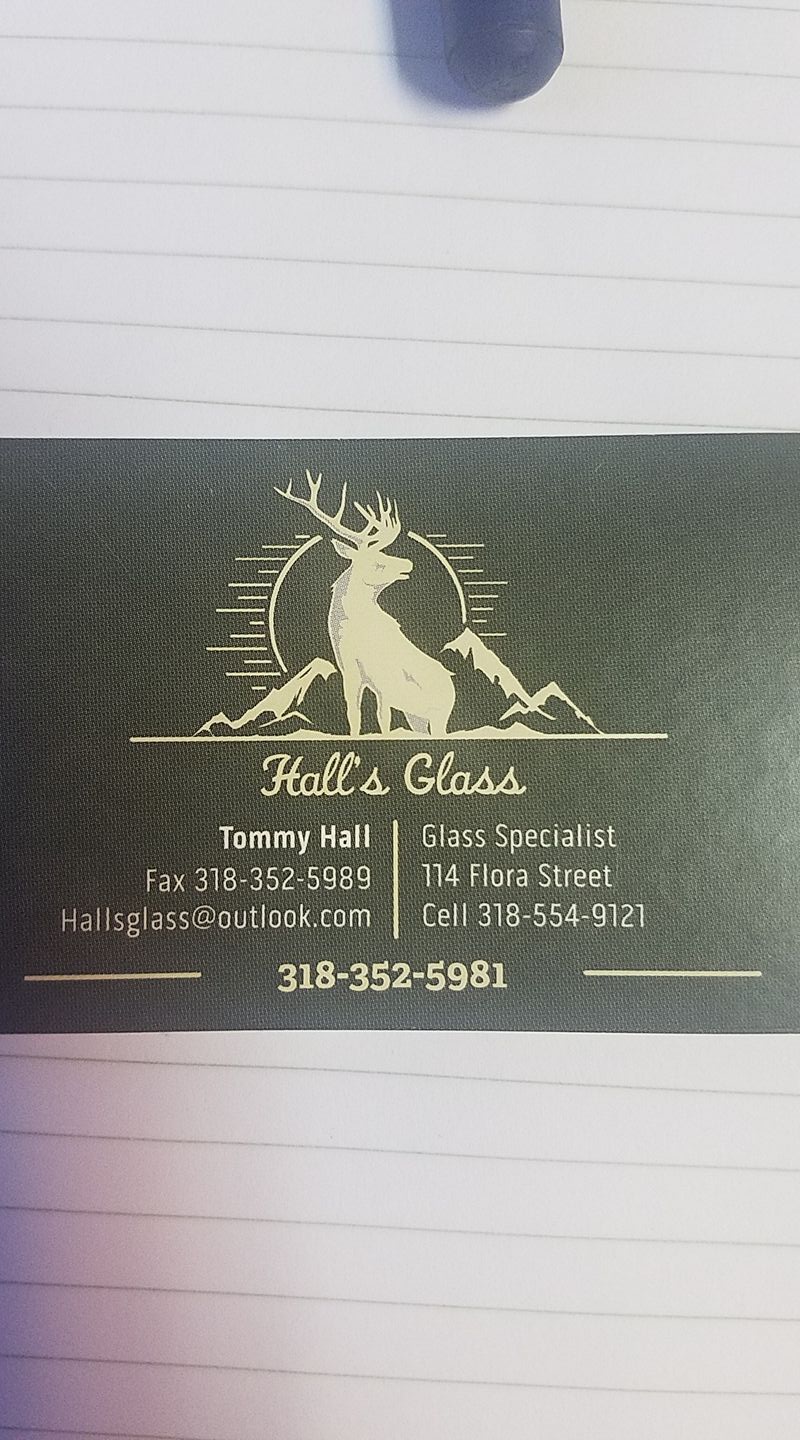 Hall's Glass
Tommy Hall
Fax 318-352-5989
Hallsglass@outlook.com
Glass Specialist
114 Flora Street
Cell 318-554-9121
318-352-5981